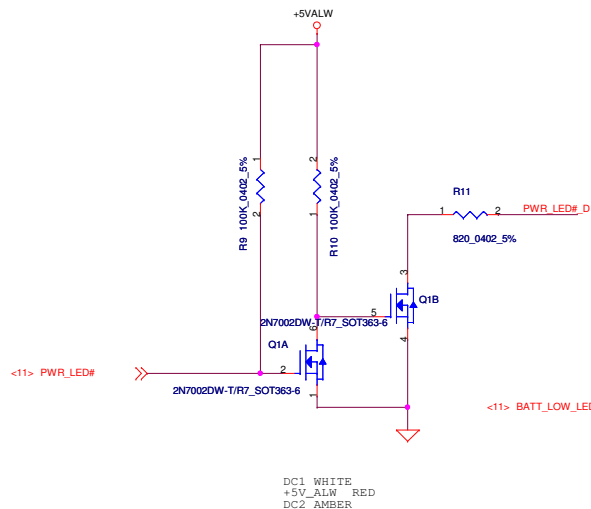 +5VALW
1
2
R9 100K_0402_5%
2
1
R10 100K_0402_5%
R11
1
2
PWR_LED#_D
820_0402_5%
3
Q1B
5
2N7002DW-T/R7_SOT363-6
6
4
Q1A
<11> PWR_LED#
2
2N7002DW-T/R7_SOT363-6
1
<11> BATT_LOW_LED
DC1 WHITE
+5V_ALW RED
DC2 AMBER